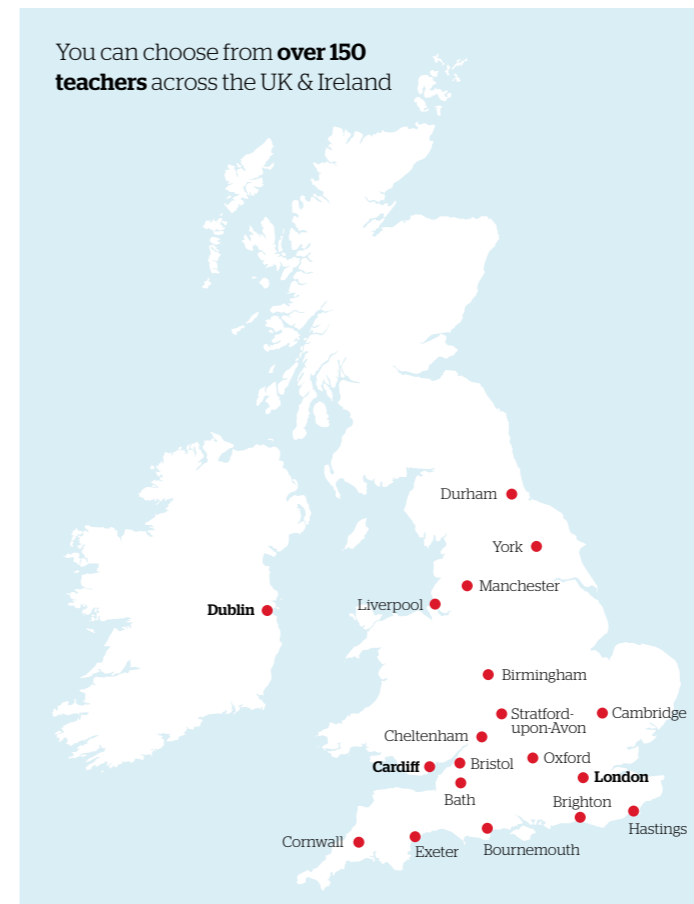 You can choose from over 150
teachers across the UK & Ireland
Durham
York
Manchester
Liverpool
Dublin
Birmingham
Stratford-
upon-Avon
Cambridge
Cheltenham
Cardiff
Bristol
Oxford
London
Bath
Brighton
Hastings
Cornwall
Exeter
Bournemouth